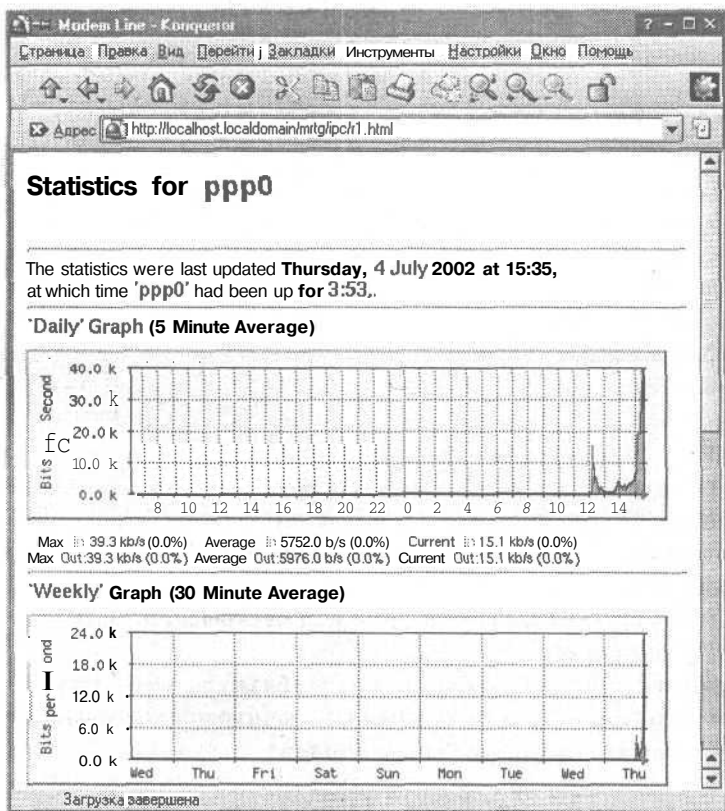 Modem Line - Konqueror
Страница Правка Вид Перейти j Закладки Инструменты Настройки Окно Помощь
Адрес http://localhost.localdomain/mrtg/ipc/r1.html
Statistics for ppp0
The statistics were last updated Thursday, 4 July 2002 at 15:35,
at which time 'ppp0' had been up for 3:53,.
`Daily' Graph (5 Minute Average)
Bits fc Second
40.0 k
30.0 k k
20.0 k
10.0 k
0.0 k
8 10 12 14 16 18 20 22 0 2 4 6 8 10 12 14
Max In: 39.3 kb/s (0.0%) Average in: 5752.0 b/s (0.0%) Current in: 15.1 kb/s (0.0%)
Max Out:39.3 kb/s (0.0%) Average Out:5976.0 b/s (0.0%) Current Out:15.1 kb/s (0.0%)
`Weekly' Graph (30 Minute Average)
Bits per I ond
24.0 k
18.0 k
12.0 k
6.0 k
0.0 k
Wed Thu Fri Sat Sun Mon Tue Wed Thu
Загрузка завершена